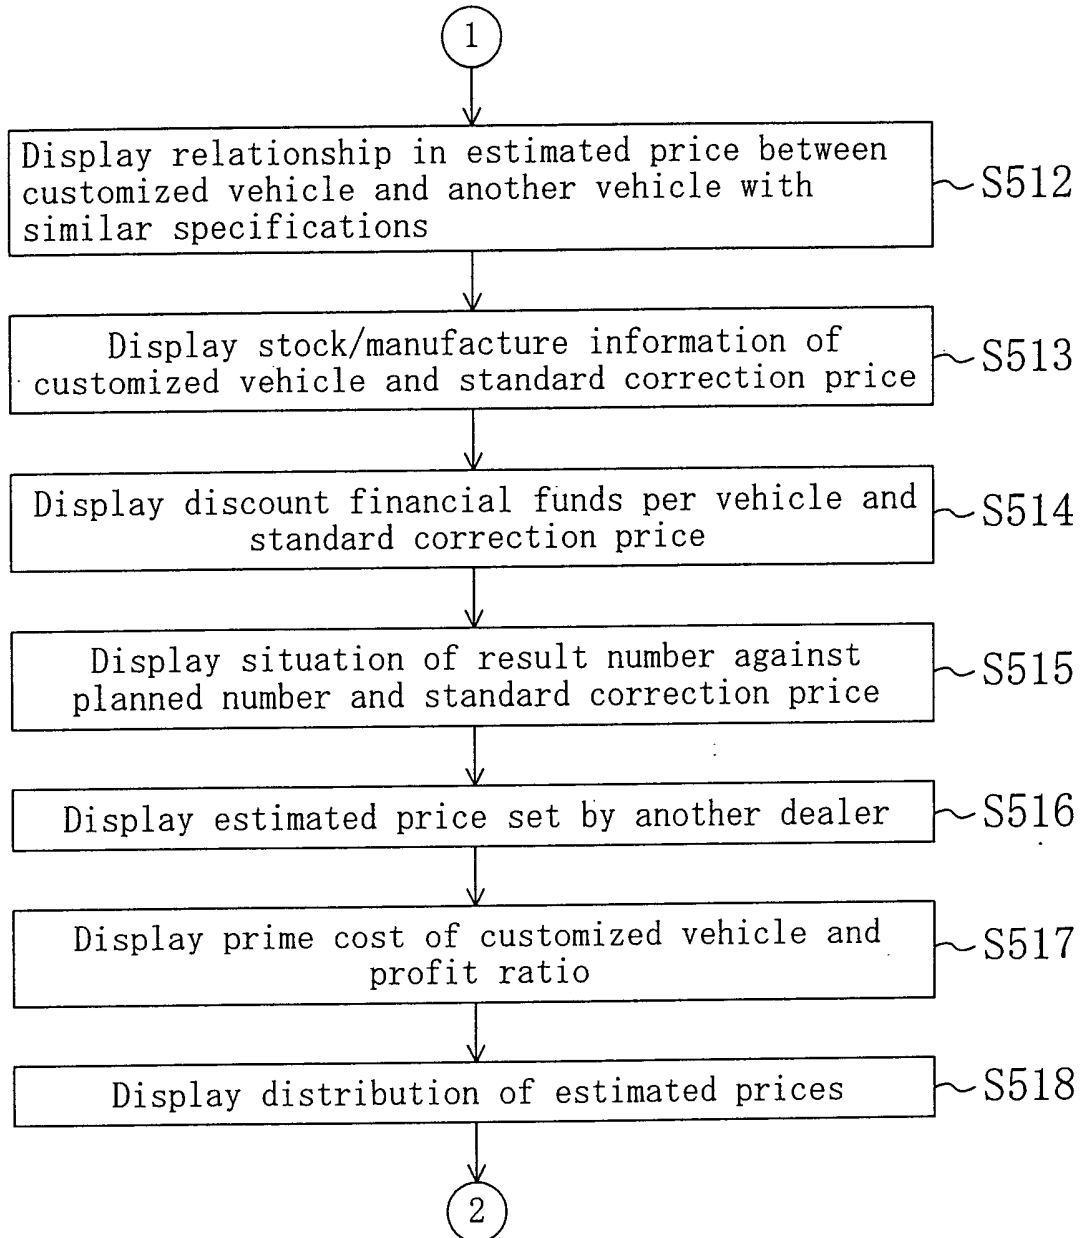 1
Display relationship in estimated price between
customized vehicle and another vehicle with
similar specifications
S512
Display stock/manufacture information of
customized vehicle and standard correction price
S513
Display discount financial funds per vehicle and
standard correction price
S514
Display situation of result number against
planned number and standard correction price
S515
Display estimated price set by another dealer
S516
Display prime cost of customized vehicle and
profit ratio
S517
Display distribution of estimated prices
S518
2